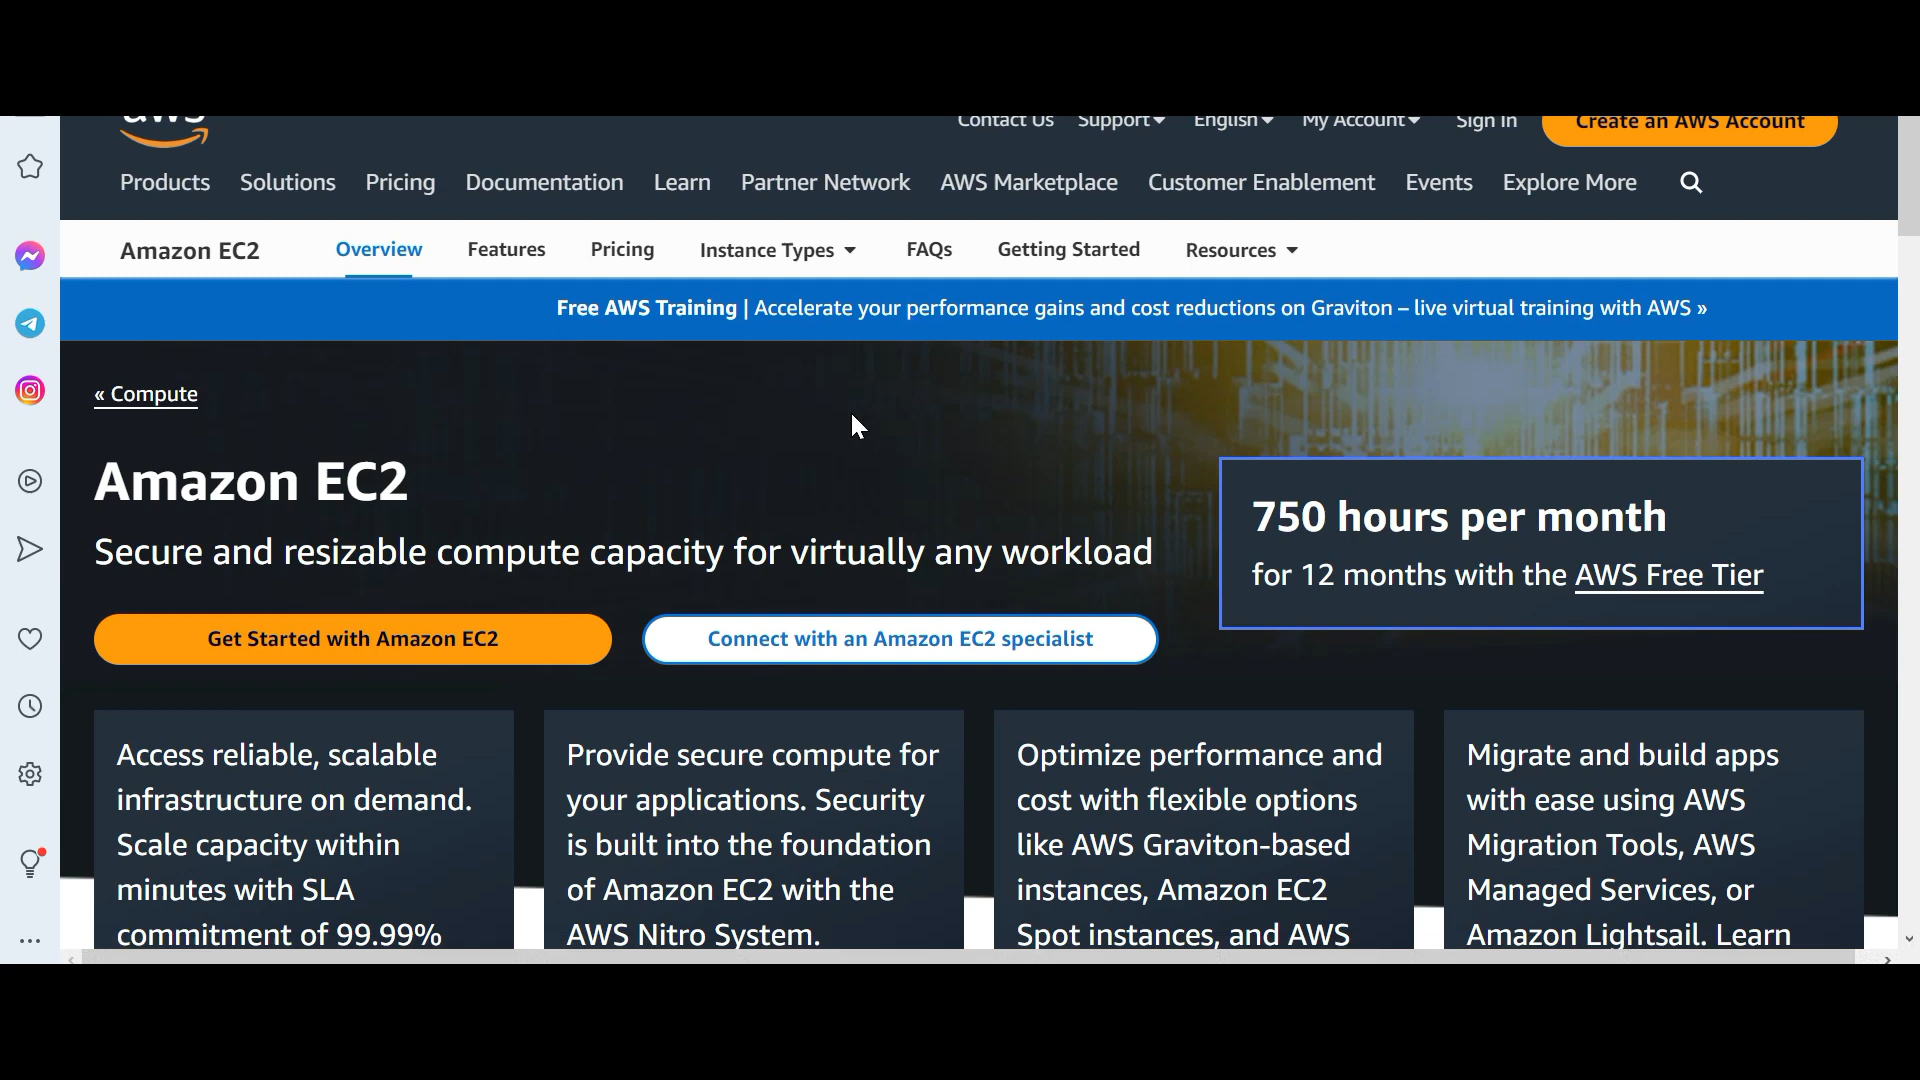 aws
Contact Us Support English My Account Sign In Create an AWS Account
Products Solutions Pricing Documentation Learn Partner Network AWS Marketplace Customer Enablement Events Explore More
Amazon EC2 Overview Features Pricing Instance Types FAQs Getting Started Resources
Free AWS Training | Accelerate your performance gains and cost reductions on Graviton – live virtual training with AWS »
« Compute
Amazon EC2
Secure and resizable compute capacity for virtually any workload
Get Started with Amazon EC2
Connect with an Amazon EC2 specialist
750 hours per month
for 12 months with the AWS Free Tier
Access reliable, scalable
infrastructure on demand.
Scale capacity within
minutes with SLA
commitment of 99.99%
Provide secure compute for
your applications. Security
is built into the foundation
of Amazon EC2 with the
AWS Nitro System.
Optimize performance and
cost with flexible options
like AWS Graviton-based
instances, Amazon EC2
Spot instances, and AWS
Migrate and build apps
with ease using AWS
Migration Tools, AWS
Managed Services, or
Amazon Lightsail. Learn